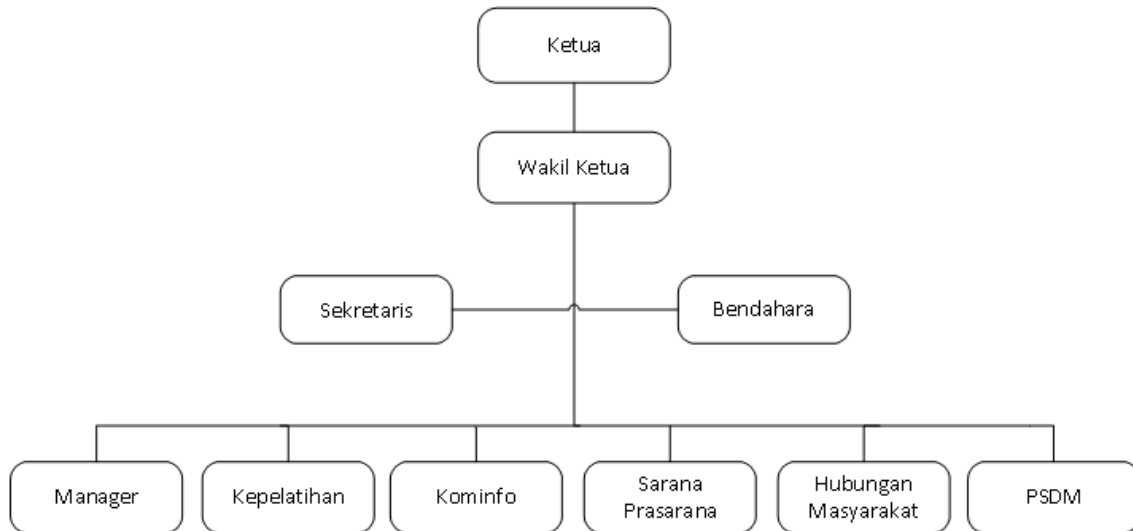 Ketua
Wakil Ketua
Sekretaris
Bendahara
Manager
Kepelatihan
Kominfo
Sarana
Prasarana
Hubungan
Masyarakat
PSDM